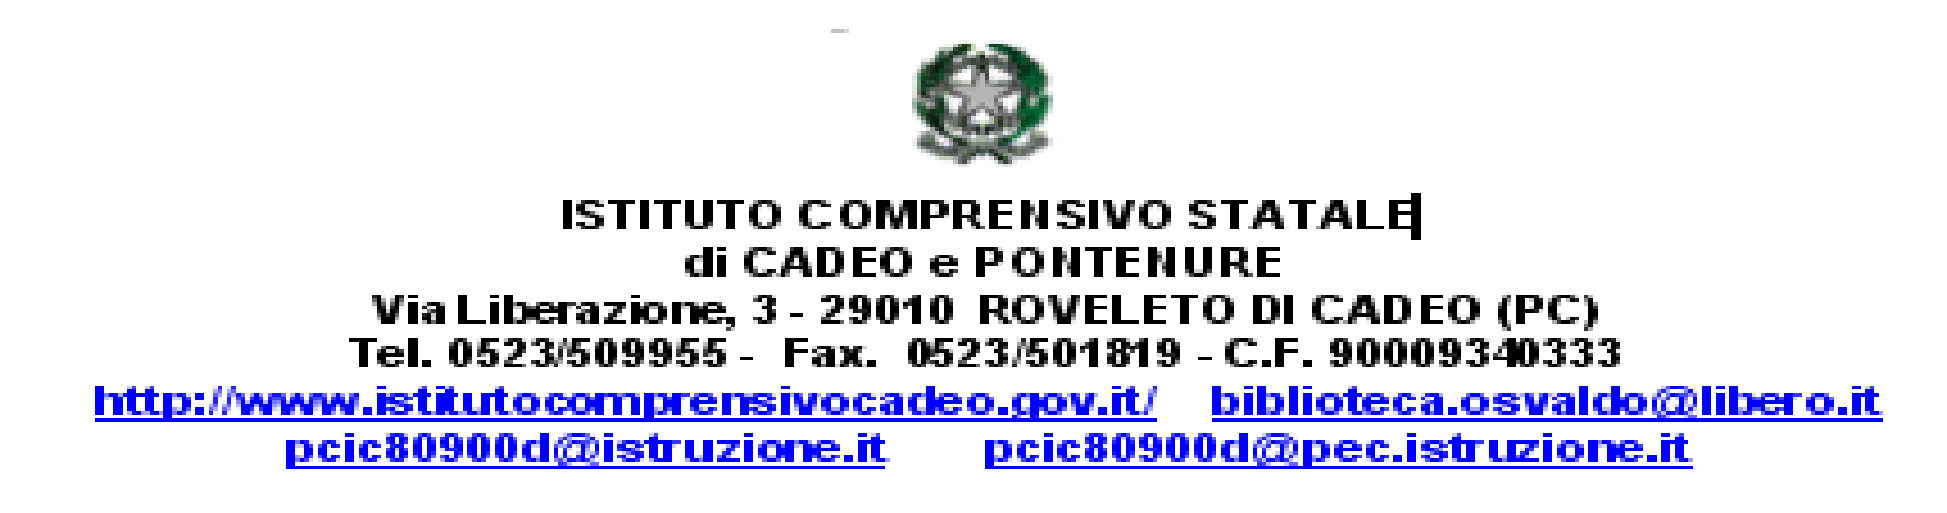 ISTITUTO COMPRENSIVO STATALE
di CADEO e PONTENURE
Via Liberazione, 3 - 29010 ROVELETO DI CADEO (PC)
Tel. 0523/509955 - Fax. 0523/501819 - C.F. 90009340333
http://www.istitutocomprensivocadeo.gov.it/ biblioteca.osvaldo@libero.it
pcic80900d@istruzione.it pcic80900d@pec.istruzione.it